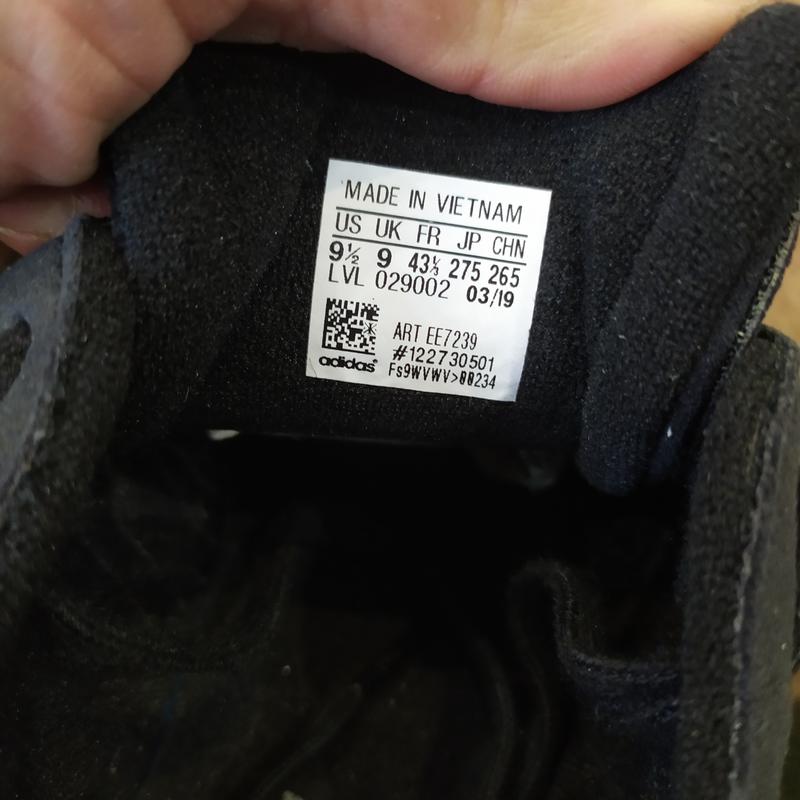 MADE IN VIETNAM
US UK FR JP CHN
9½ 9 43⅓ 275 265
LVL 029002 03/19
ART EE7239
#122730501
adidas Fs9WVWV>00234